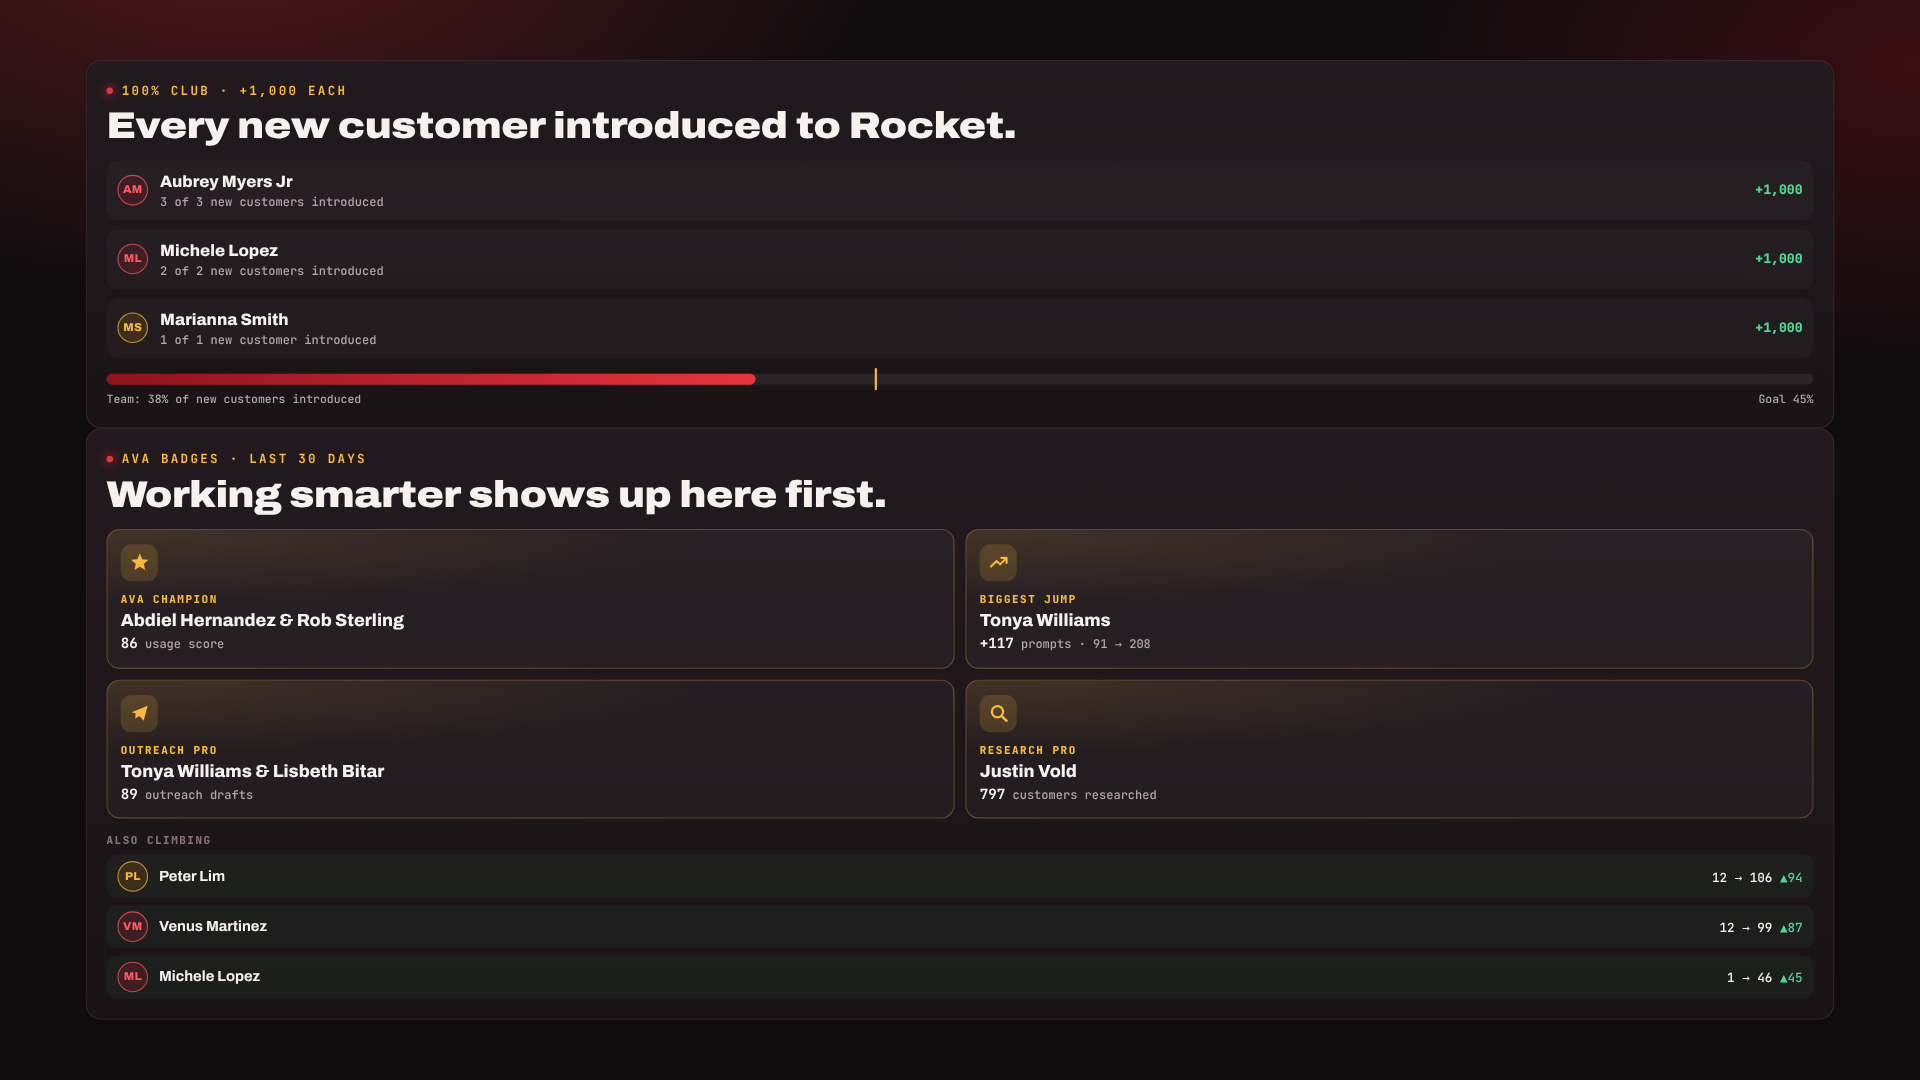 100% CLUB · +1,000 EACH
Every new customer introduced to Rocket.
AM
Aubrey Myers Jr
3 of 3 new customers introduced
+1,000
ML
Michele Lopez
2 of 2 new customers introduced
+1,000
MS
Marianna Smith
1 of 1 new customer introduced
+1,000
Team: 38% of new customers introduced
Goal 45%
AVA BADGES · LAST 30 DAYS
Working smarter shows up here first.
AVA CHAMPION
Abdiel Hernandez & Rob Sterling
86 usage score
BIGGEST JUMP
Tonya Williams
+117 prompts · 91 → 208
OUTREACH PRO
Tonya Williams & Lisbeth Bitar
89 outreach drafts
RESEARCH PRO
Justin Vold
797 customers researched
ALSO CLIMBING
PL
Peter Lim
12 → 106 ▲94
VM
Venus Martinez
12 → 99 ▲87
ML
Michele Lopez
1 → 46 ▲45